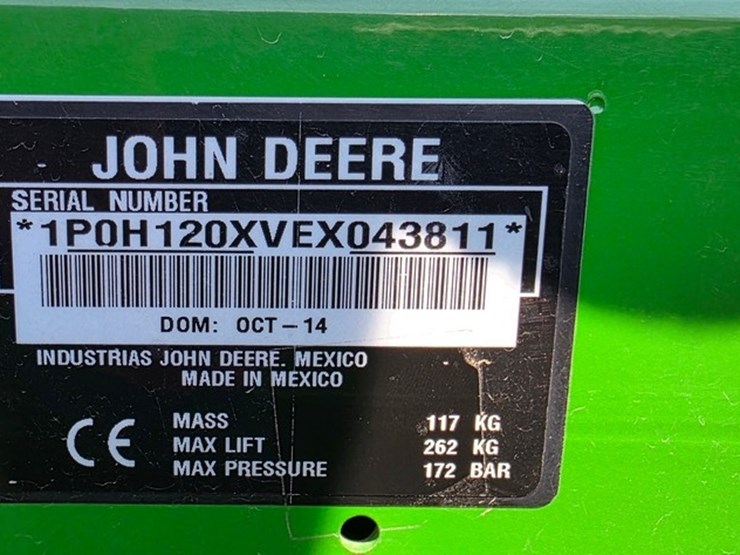 JOHN DEERE
SERIAL NUMBER
*1P0H120XVEX043811*
DOM: OCT-14
INDUSTRIAS JOHN DEERE. MEXICO
MADE IN MEXICO
CE
MASS 117 KG
MAX LIFT 262 KG
MAX PRESSURE 172 BAR